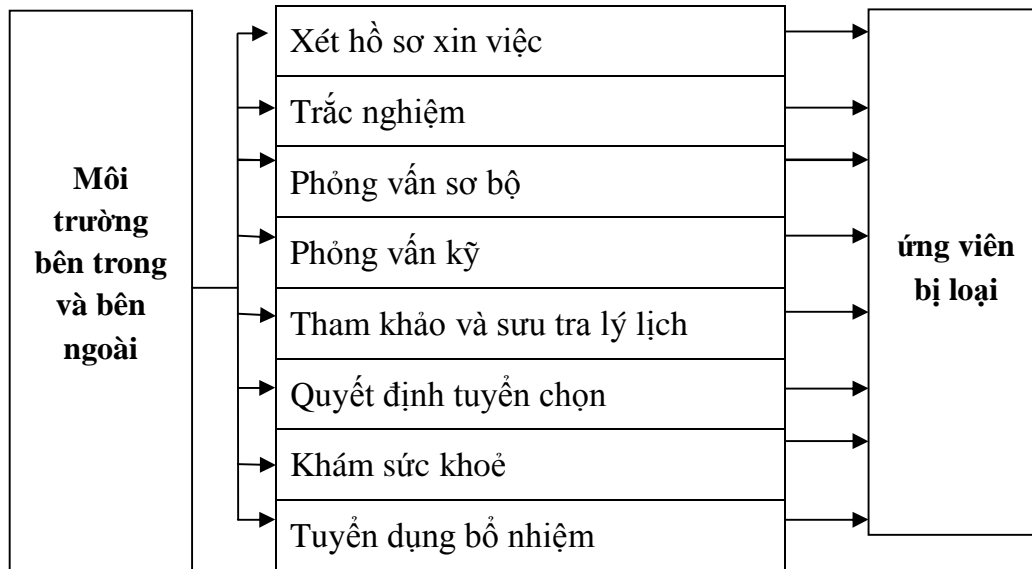 Môi
trường
bên trong
và bên
ngoài
Xét hồ sơ xin việc
Trắc nghiệm
Phỏng vấn sơ bộ
Phỏng vấn kỹ
Tham khảo và sưu tra lý lịch
Quyết định tuyển chọn
Khám sức khoẻ
Tuyển dụng bổ nhiệm
ứng viên
bị loại